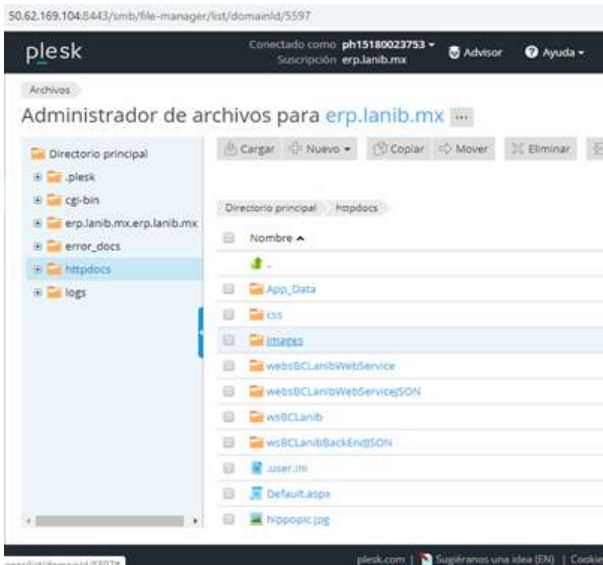 50.62.169.104:8443/smb/file-manager/list/domainId/5597
plesk
Conectado como ph15180023753
Suscripción erp.lanib.mx
Advisor
Ayuda
Archivos
Administrador de archivos para erp.lanib.mx ...
Directorio principal
.plesk
cgi-bin
erp.lanib.mx.erp.lanib.mx
error_docs
httpdocs
logs
Cargar
Nuevo
Copiar
Mover
Eliminar
Directorio principal
httpdocs
Nombre
..
App_Data
css
images
websBCLanibWebService
websBCLanibWebServiceJSON
wsBCLanib
wsBCLanibBackEndJSON
.user.ini
Default.aspx
hippopic.jpg
plesk.com | Sugiéranos una idea (EN) | Cookie